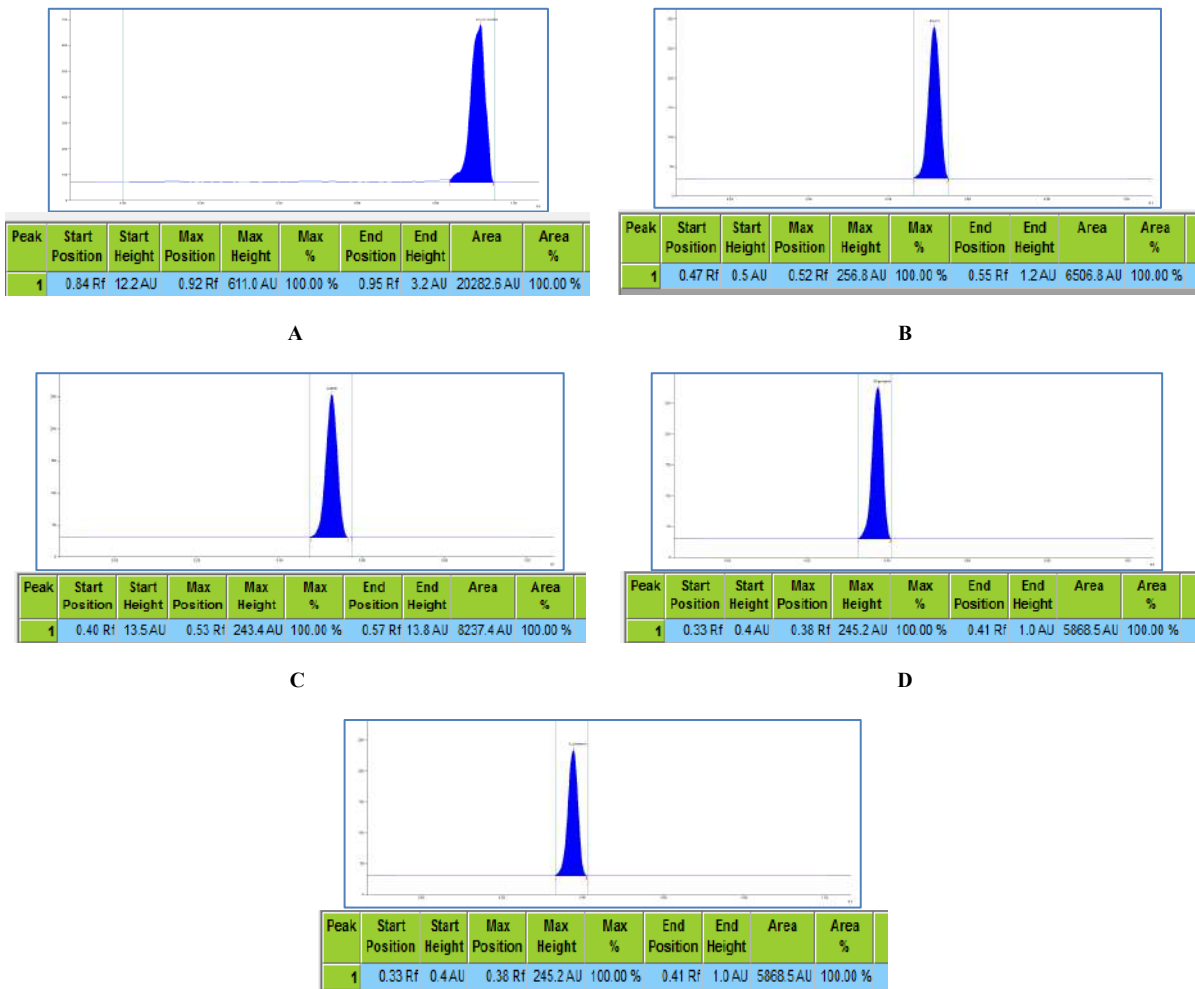 Peak Start Position Start Height Max Position Max Height Max % End Position End Height Area Area %
1 0.84 Rf 12.2 AU 0.92 Rf 611.0 AU 100.00 % 0.95 Rf 3.2 AU 20282.6 AU 100.00 %
A
Peak Start Position Start Height Max Position Max Height Max % End Position End Height Area Area %
1 0.47 Rf 0.5 AU 0.52 Rf 256.8 AU 100.00 % 0.55 Rf 1.2 AU 6506.8 AU 100.00 %
B
Peak Start Position Start Height Max Position Max Height Max % End Position End Height Area Area %
1 0.40 Rf 13.5 AU 0.53 Rf 243.4 AU 100.00 % 0.57 Rf 13.8 AU 8237.4 AU 100.00 %
C
Peak Start Position Start Height Max Position Max Height Max % End Position End Height Area Area %
1 0.33 Rf 0.4 AU 0.38 Rf 245.2 AU 100.00 % 0.41 Rf 1.0 AU 5868.5 AU 100.00 %
D
Peak Start Position Start Height Max Position Max Height Max % End Position End Height Area Area %
1 0.33 Rf 0.4 AU 0.38 Rf 245.2 AU 100.00 % 0.41 Rf 1.0 AU 5868.5 AU 100.00 %